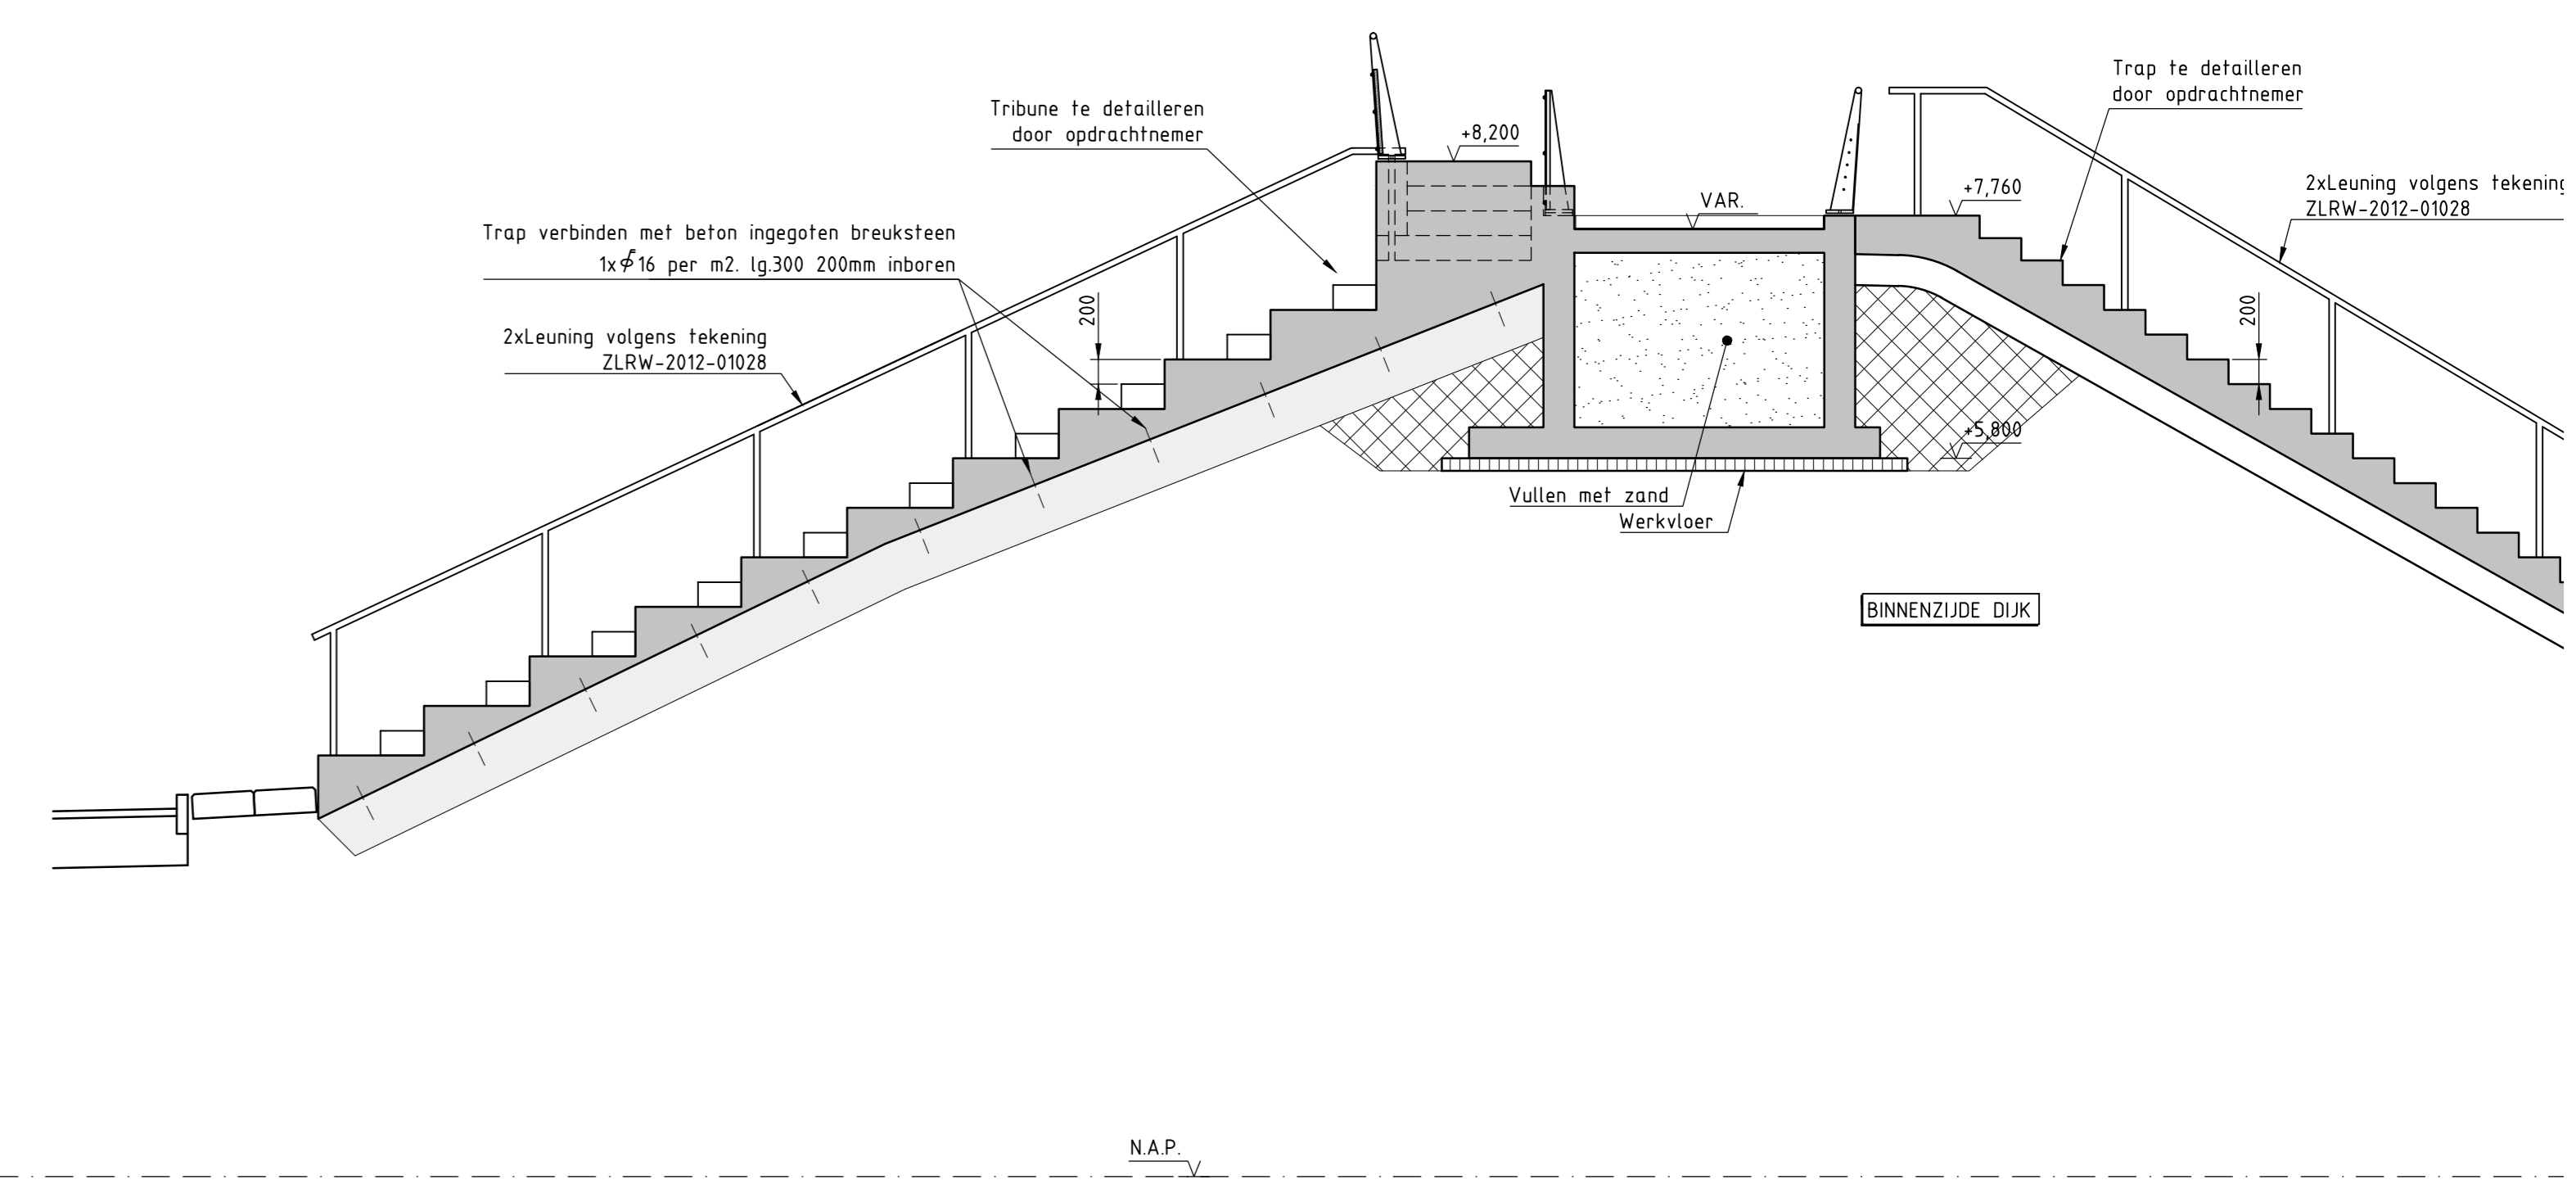 Trap te detailleren
door opdrachtnemer
Tribune te detailleren
door opdrachtnemer
+8,200
VAR.
+7,760
2xLeuning volgens tekening
ZLRW-2012-01028
Trap verbinden met beton ingegoten breuksteen
1x⌀16 per m2. lg.300 200mm inboren
200
200
2xLeuning volgens tekening
ZLRW-2012-01028
+5,800
Vullen met zand
Werkvloer
BINNENZIJDE DIJK
N.A.P.